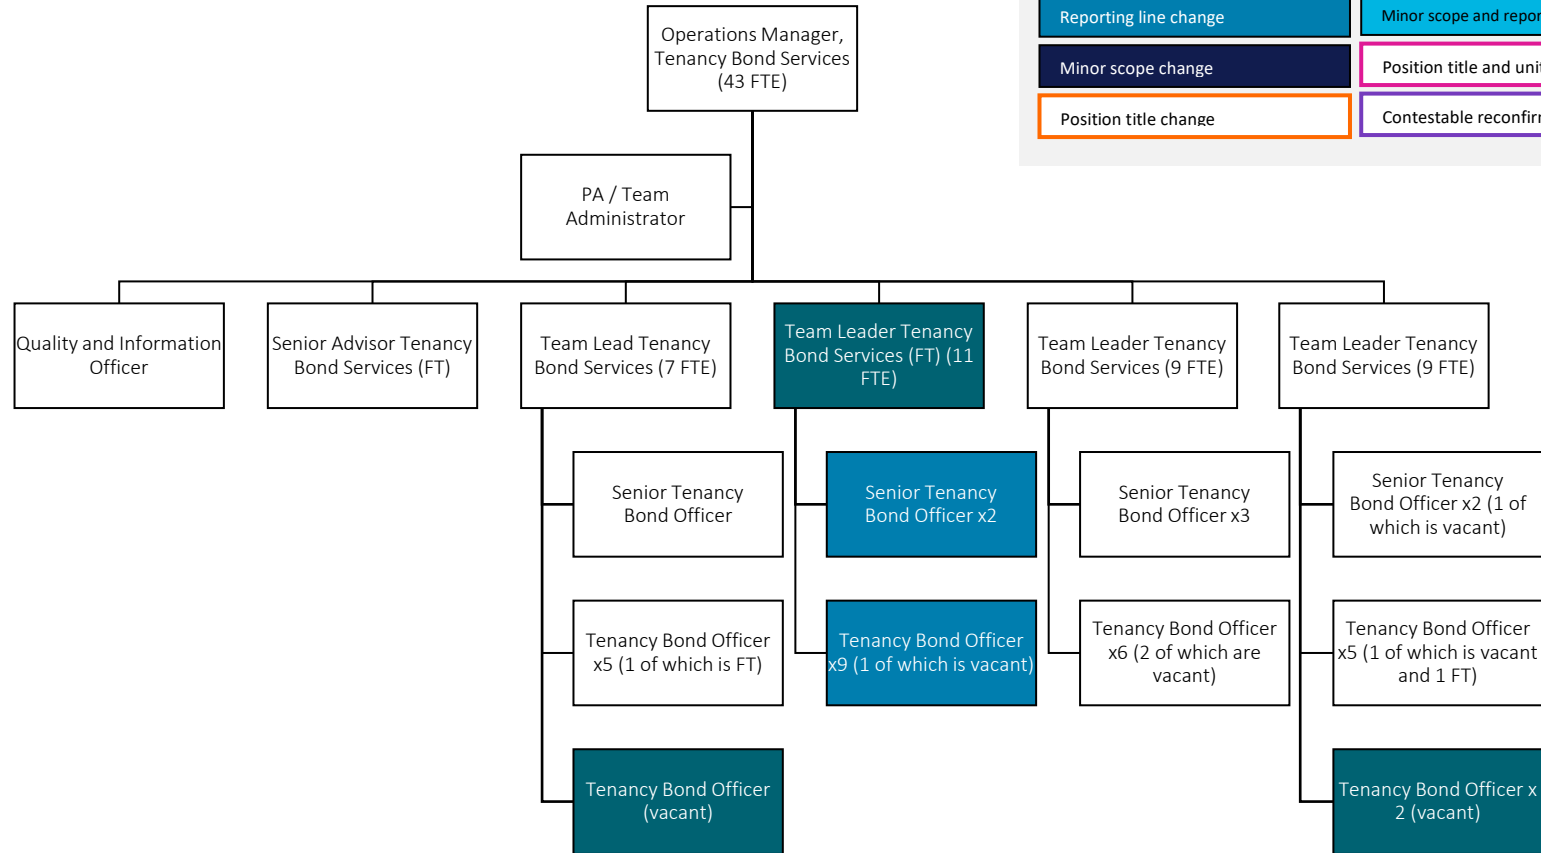 Operations Manager,
Tenancy Bond Services
(43 FTE)
Reporting line change
Minor scope and repor
Minor scope change
Position title and unit
Position title change
Contestable reconfirm
PA / Team
Administrator
Quality and Information
Officer
Senior Advisor Tenancy
Bond Services (FT)
Team Lead Tenancy
Bond Services (7 FTE)
Team Leader Tenancy
Bond Services (FT) (11
FTE)
Team Leader Tenancy
Bond Services (9 FTE)
Team Leader Tenancy
Bond Services (9 FTE)
Senior Tenancy
Bond Officer
Senior Tenancy
Bond Officer x2
Senior Tenancy
Bond Officer x3
Senior Tenancy
Bond Officer x2 (1 of
which is vacant)
Tenancy Bond Officer
x5 (1 of which is FT)
Tenancy Bond Officer
x9 (1 of which is vacant)
Tenancy Bond Officer
x6 (2 of which are
vacant)
Tenancy Bond Officer
x5 (1 of which is vacant
and 1 FT)
Tenancy Bond Officer
(vacant)
Tenancy Bond Officer x
2 (vacant)